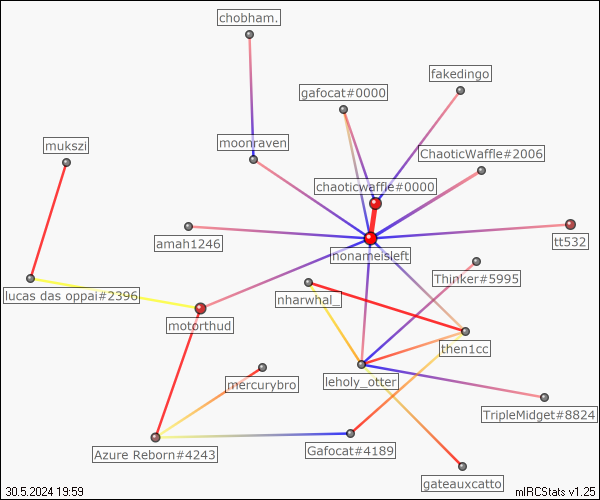 chobham.
fakedingo
gafocat#0000
moonraven
mukszi
ChaoticWaffle#2006
chaoticwaffle#0000
amah1246
tt532
nonameisleft
Thinker#5995
lucas das oppai#2396
nharwhal_
motorthud
then1cc
mercurybro
leholy_otter
TripleMidget#8824
Azure Reborn#4243
Gafocat#4189
gateauxcatto
30.5.2024 19:59
mIRCStats v1.25